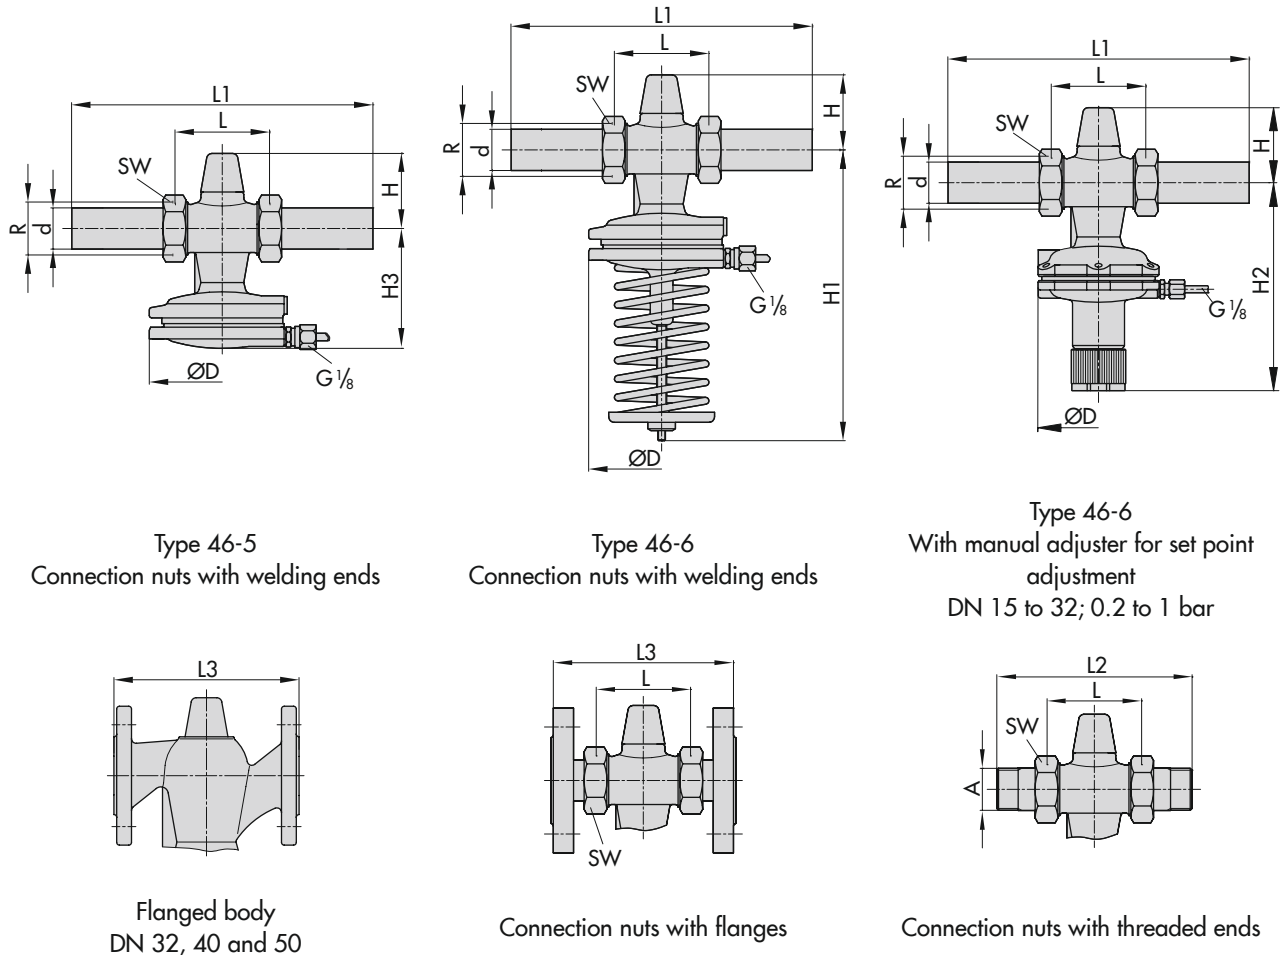 L1
L
SW
R
d
H
H3
ØD
G 1/8
Type 46-5
Connection nuts with welding ends
L1
L
SW
R
d
H
H1
G 1/8
ØD
Type 46-6
Connection nuts with welding ends
L1
L
SW
R
d
H
H2
G 1/8
ØD
Type 46-6
With manual adjuster for set point
adjustment
DN 15 to 32; 0.2 to 1 bar
L3
Flanged body
DN 32, 40 and 50
L3
L
SW
Connection nuts with flanges
L2
L
SW
A
Connection nuts with threaded ends